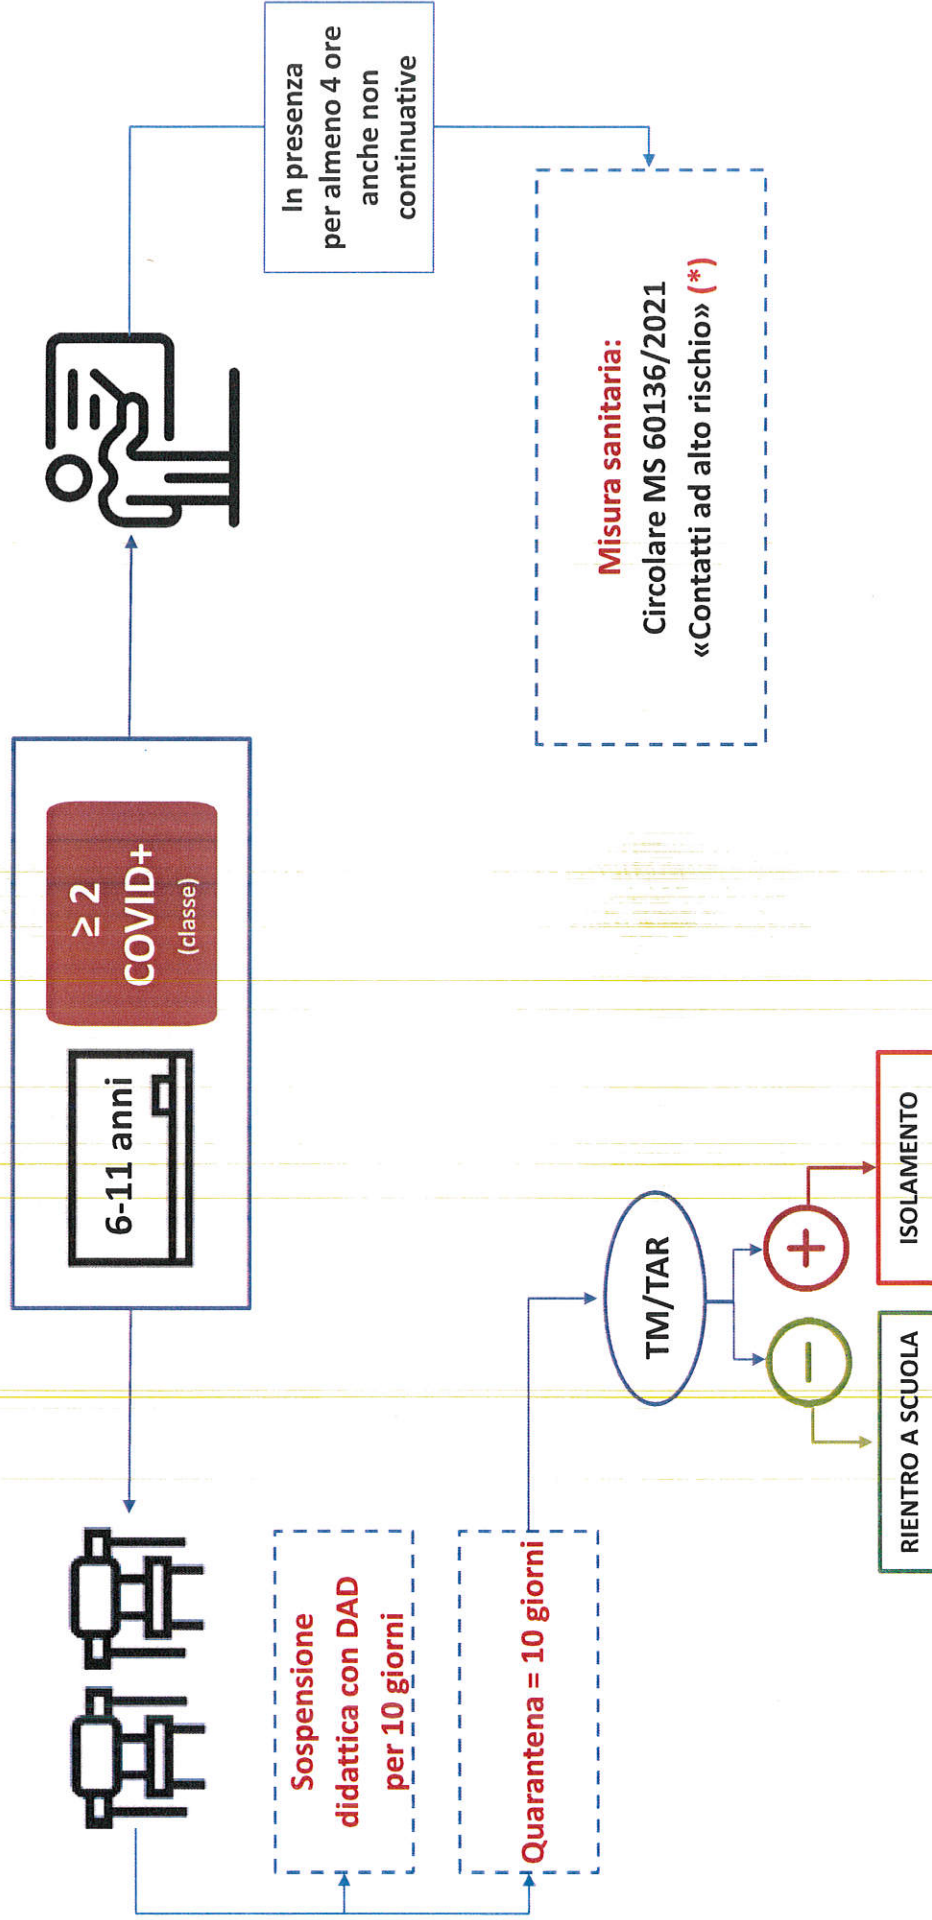 6-11 anni
≥ 2
COVID+
(classe)
Sospensione
didattica con DAD
per 10 giorni
Quarantena = 10 giorni
TM/TAR
−
+
RIENTRO A SCUOLA
ISOLAMENTO
In presenza
per almeno 4 ore
anche non
continuative
Misura sanitaria:
Circolare MS 60136/2021
«Contatti ad alto rischio» (*)